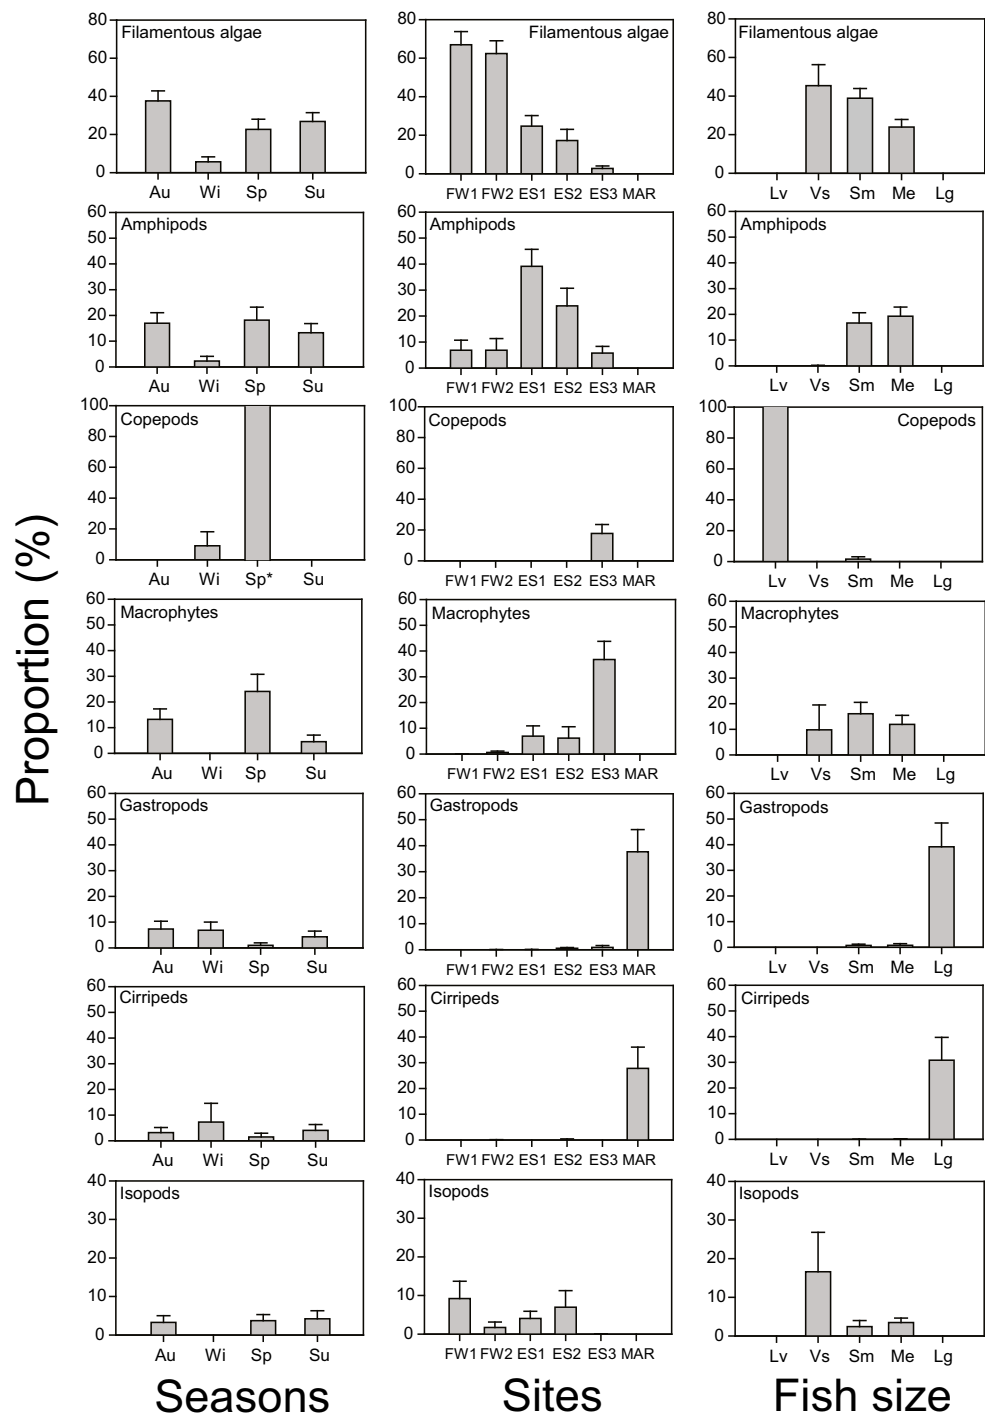 Proportion (%)
Filamentous algae
80
60
40
20
0
Au Wi Sp Su
Filamentous algae
80
60
40
20
0
FW1 FW2 ES1 ES2 ES3 MAR
Filamentous algae
80
60
40
20
0
Lv Vs Sm Me Lg
Amphipods
60
50
40
30
20
10
0
Au Wi Sp Su
Amphipods
60
50
40
30
20
10
0
FW1 FW2 ES1 ES2 ES3 MAR
Amphipods
60
50
40
30
20
10
0
Lv Vs Sm Me Lg
Copepods
100
80
60
40
20
0
Au Wi Sp* Su
Copepods
100
80
60
40
20
0
FW1 FW2 ES1 ES2 ES3 MAR
Copepods
100
80
60
40
20
0
Lv Vs Sm Me Lg
Macrophytes
60
50
40
30
20
10
0
Au Wi Sp Su
Macrophytes
60
50
40
30
20
10
0
FW1 FW2 ES1 ES2 ES3 MAR
Macrophytes
60
50
40
30
20
10
0
Lv Vs Sm Me Lg
Gastropods
60
50
40
30
20
10
0
Au Wi Sp Su
Gastropods
60
50
40
30
20
10
0
FW1 FW2 ES1 ES2 ES3 MAR
Gastropods
60
50
40
30
20
10
0
Lv Vs Sm Me Lg
Cirripeds
60
50
40
30
20
10
0
Au Wi Sp Su
Cirripeds
60
50
40
30
20
10
0
FW1 FW2 ES1 ES2 ES3 MAR
Cirripeds
60
50
40
30
20
10
0
Lv Vs Sm Me Lg
Isopods
40
30
20
10
0
Au Wi Sp Su
Isopods
40
30
20
10
0
FW1 FW2 ES1 ES2 ES3 MAR
Isopods
40
30
20
10
0
Lv Vs Sm Me Lg
Seasons
Sites
Fish size